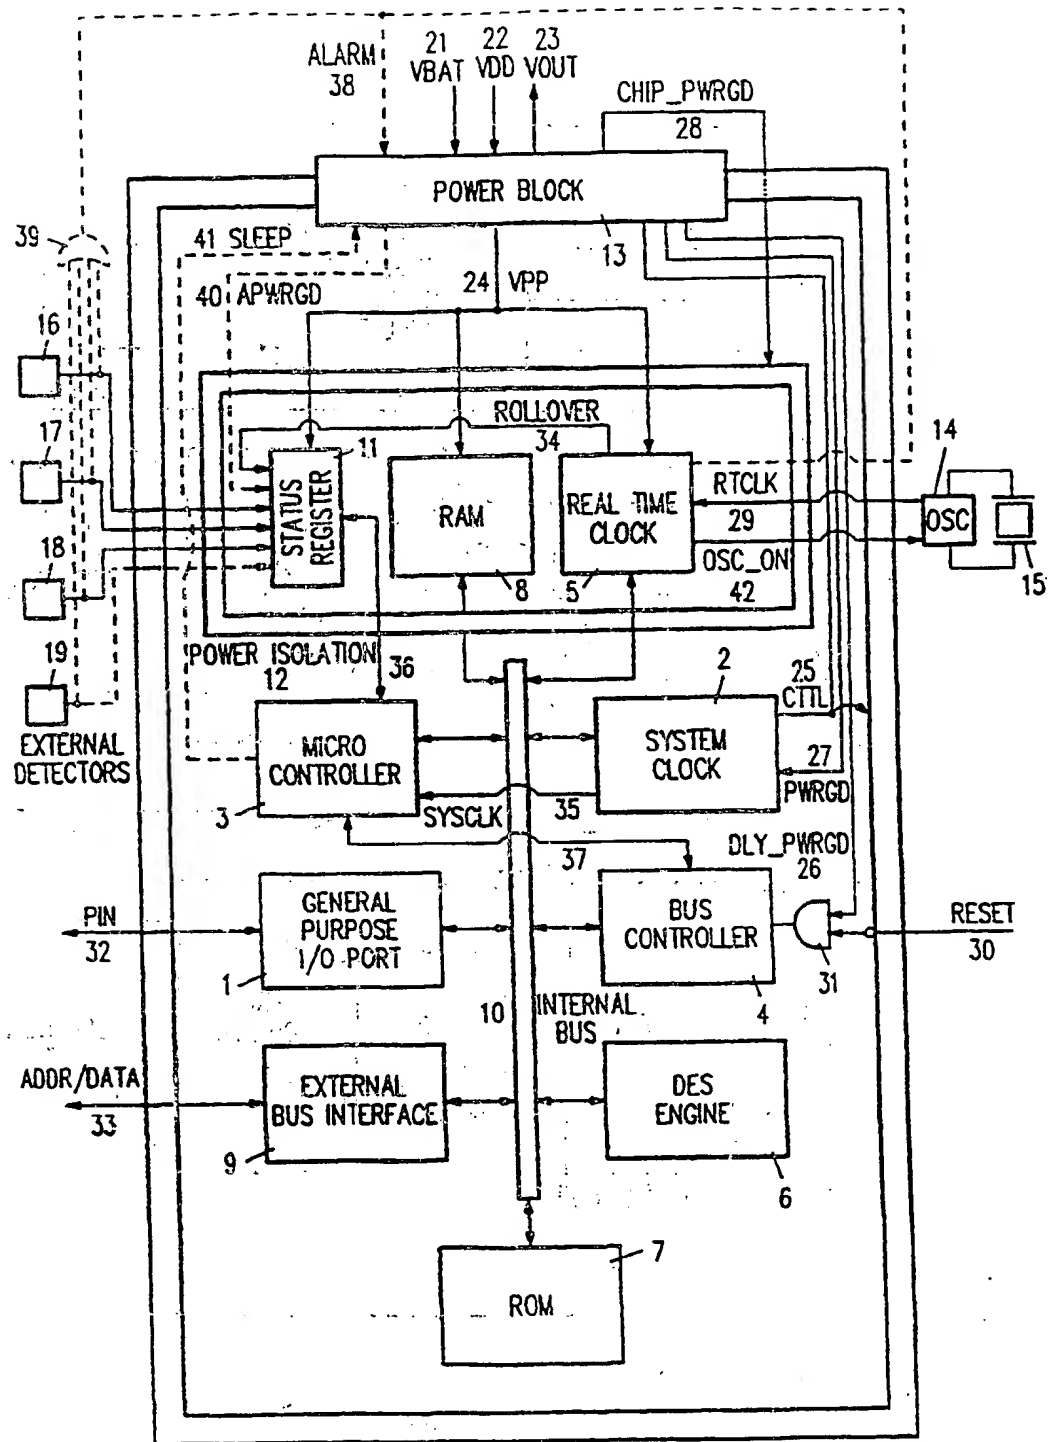 21 22 23
ALARM
38
VBAT VDD VOUT
CHIP_PWRGD
28
POWER BLOCK
13
39
41 SLEEP
40 APWRGD
24 VPP
16
17
18
19
EXTERNAL
DETECTORS
ROLLOVER
34
11
STATUS
REGISTER
RAM
8
REAL TIME
CLOCK
5
RTCLK
29
OSC_ON
42
14
OSC
15
POWER ISOLATION
12
36
MICRO
CONTROLLER
3
SYSCLK
35
2
SYSTEM
CLOCK
25
CTTL
27
PWRGD
37
DLY_PWRGD
26
PIN
32
GENERAL
PURPOSE
I/O PORT
1
BUS
CONTROLLER
4
31
RESET
30
10
INTERNAL
BUS
ADDR/DATA
33
EXTERNAL
BUS INTERFACE
9
DES
ENGINE
6
7
ROM